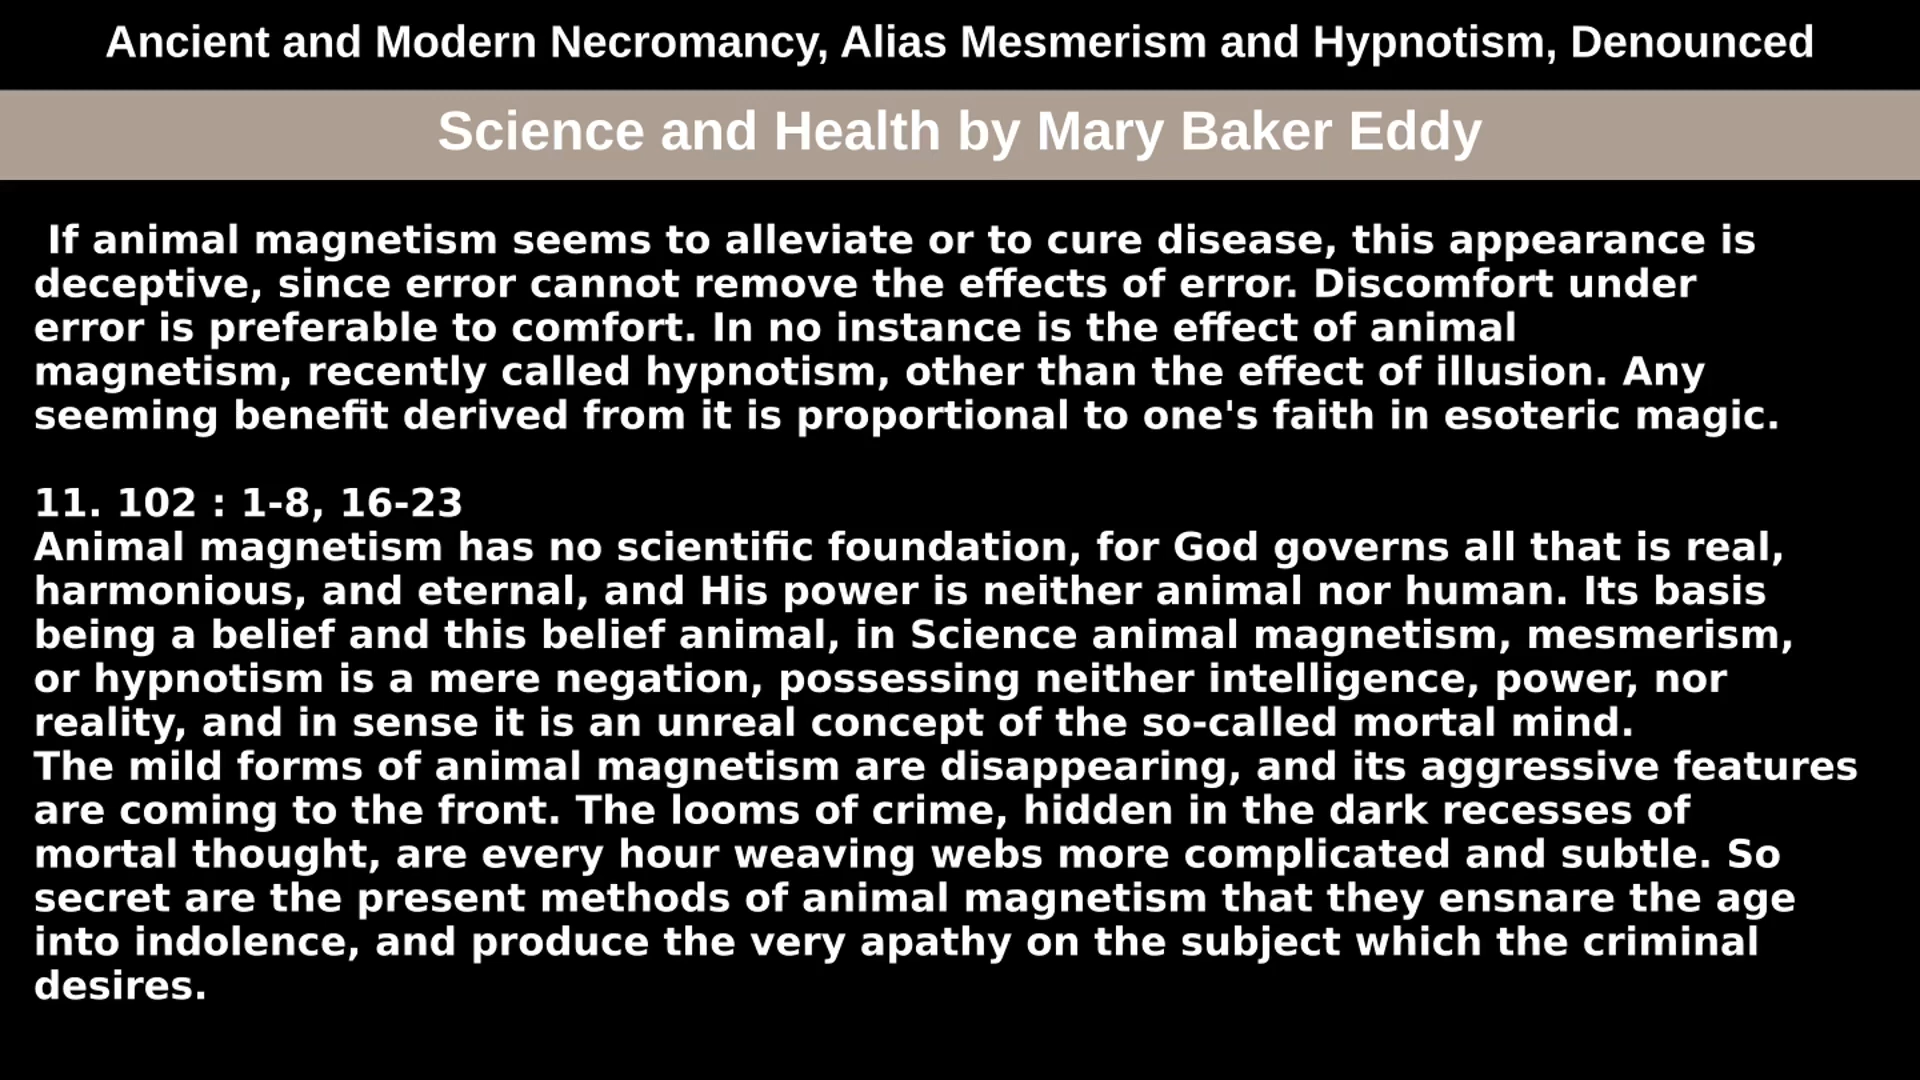 Ancient and Modern Necromancy, Alias Mesmerism and Hypnotism, Denounced
Science and Health by Mary Baker Eddy
If animal magnetism seems to alleviate or to cure disease, this appearance is
deceptive, since error cannot remove the effects of error. Discomfort under
error is preferable to comfort. In no instance is the effect of animal
magnetism, recently called hypnotism, other than the effect of illusion. Any
seeming benefit derived from it is proportional to one's faith in esoteric magic.
11. 102 : 1-8, 16-23
Animal magnetism has no scientific foundation, for God governs all that is real,
harmonious, and eternal, and His power is neither animal nor human. Its basis
being a belief and this belief animal, in Science animal magnetism, mesmerism,
or hypnotism is a mere negation, possessing neither intelligence, power, nor
reality, and in sense it is an unreal concept of the so-called mortal mind.
The mild forms of animal magnetism are disappearing, and its aggressive features
are coming to the front. The looms of crime, hidden in the dark recesses of
mortal thought, are every hour weaving webs more complicated and subtle. So
secret are the present methods of animal magnetism that they ensnare the age
into indolence, and produce the very apathy on the subject which the criminal
desires.